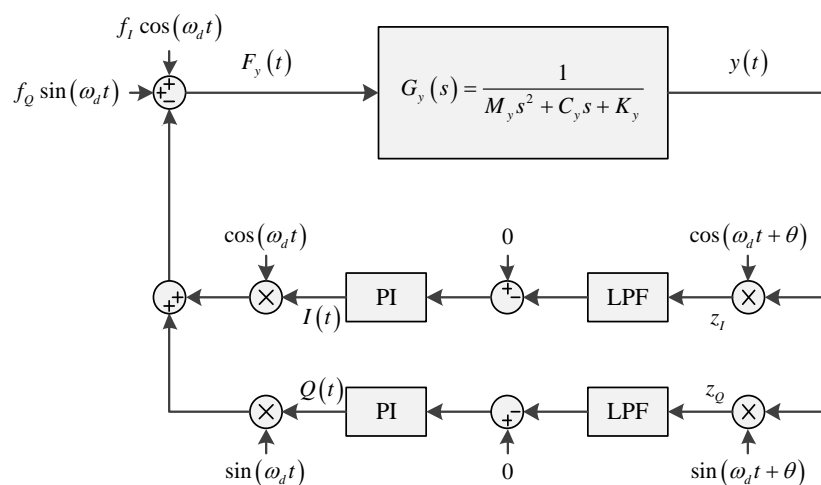 f_I cos(ω_d t)
f_Q sin(ω_d t)
+
+
−
F_y(t)
G_y(s) = 1 / (M_y s² + C_y s + K_y)
y(t)
cos(ω_d t)
0
cos(ω_d t + θ)
+
+
×
I(t)
PI
+
−
LPF
z_I
×
×
Q(t)
PI
−
+
LPF
z_Q
×
sin(ω_d t)
0
sin(ω_d t + θ)